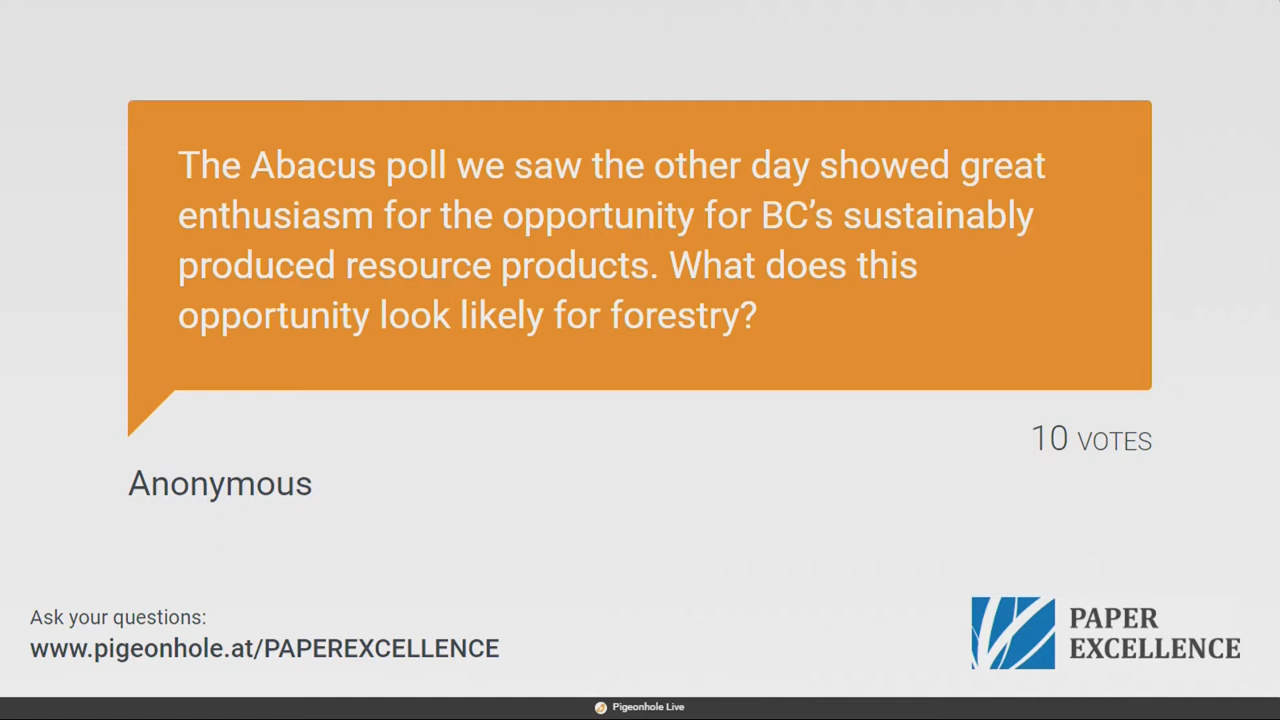 The Abacus poll we saw the other day showed great
enthusiasm for the opportunity for BC’s sustainably
produced resource products. What does this
opportunity look likely for forestry?
10 VOTES
Anonymous
Ask your questions:
www.pigeonhole.at/PAPEREXCELLENCE
PAPER
EXCELLENCE
Pigeonhole Live